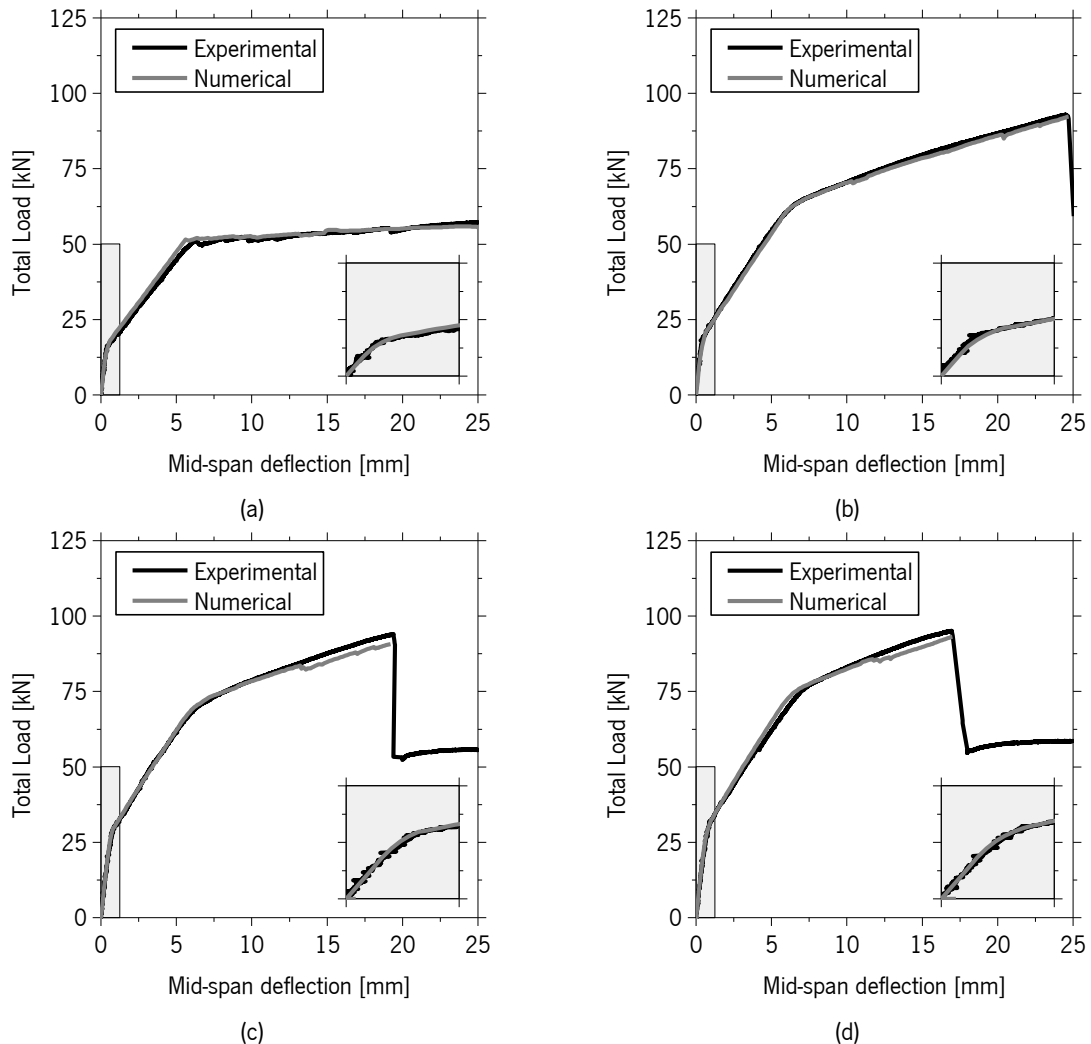 125
100
75
50
25
0
Total Load [kN]
Experimental
Numerical
0 5 10 15 20 25
Mid-span deflection [mm]
(a)
125
100
75
50
25
0
Total Load [kN]
Experimental
Numerical
0 5 10 15 20 25
Mid-span deflection [mm]
(b)
125
100
75
50
25
0
Total Load [kN]
Experimental
Numerical
0 5 10 15 20 25
Mid-span deflection [mm]
(c)
125
100
75
50
25
0
Total Load [kN]
Experimental
Numerical
0 5 10 15 20 25
Mid-span deflection [mm]
(d)